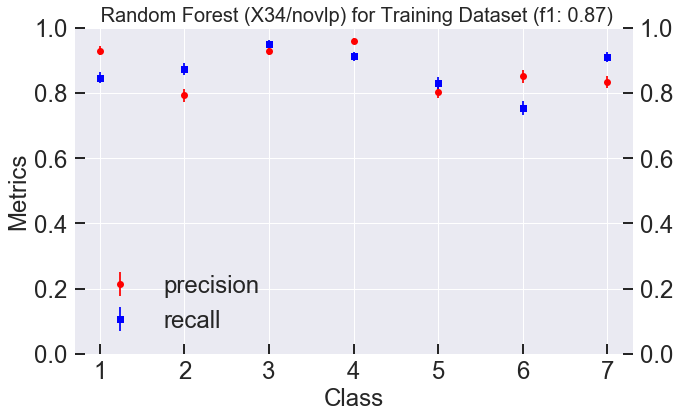 Random Forest (X34/novlp) for Training Dataset (f1: 0.87)
1.0 1.0
0.8 0.8
0.6 0.6
0.4 0.4
0.2 0.2
0.0 0.0
Metrics
precision
recall
1 2 3 4 5 6 7
Class